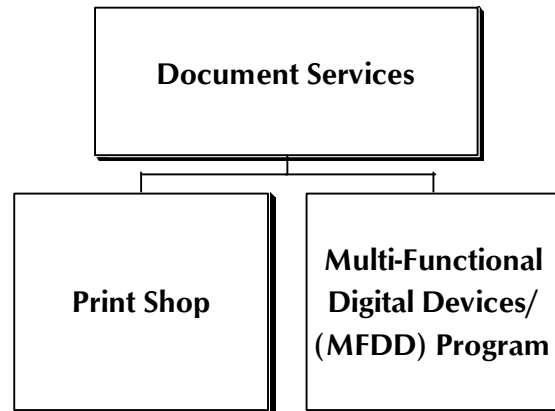 Document Services
Print Shop
Multi-Functional
Digital Devices/
(MFDD) Program